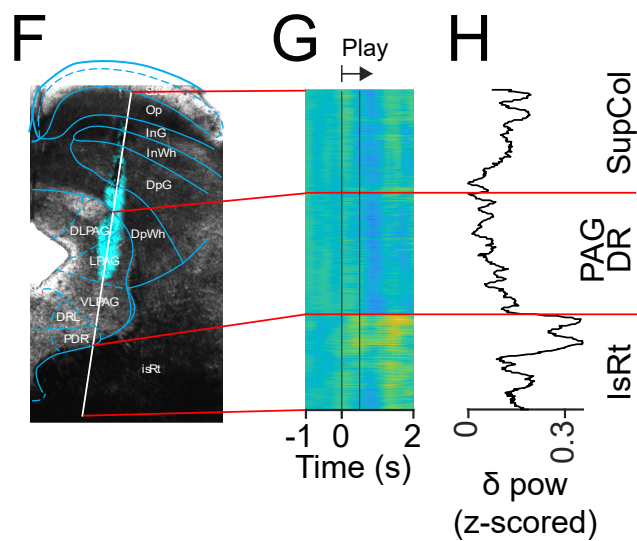 F
G
H
Play
Op
InG
InWh
DpG
DLPAG
DpWh
LPAG
VLPAG
DRL
PDR
isRt
SupCol
PAG
DR
IsRt
-1
0
2
Time (s)
0
0.3
δ pow
(z-scored)